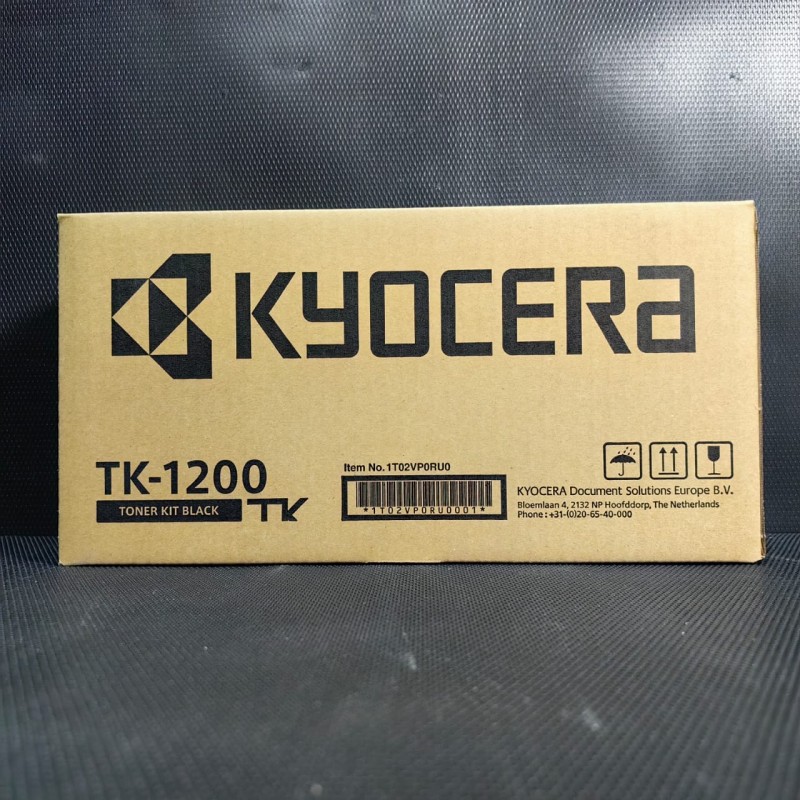 KYOCERA
TK-1200
TONER KIT BLACK
TK
Item No. 1T02VP0RU0
*1T02VP0RU0001*
KYOCERA Document Solutions Europe B.V.
Bloemlaan 4, 2132 NP Hoofddorp, The Netherlands
Phone : +31-(0)20-65-40-000